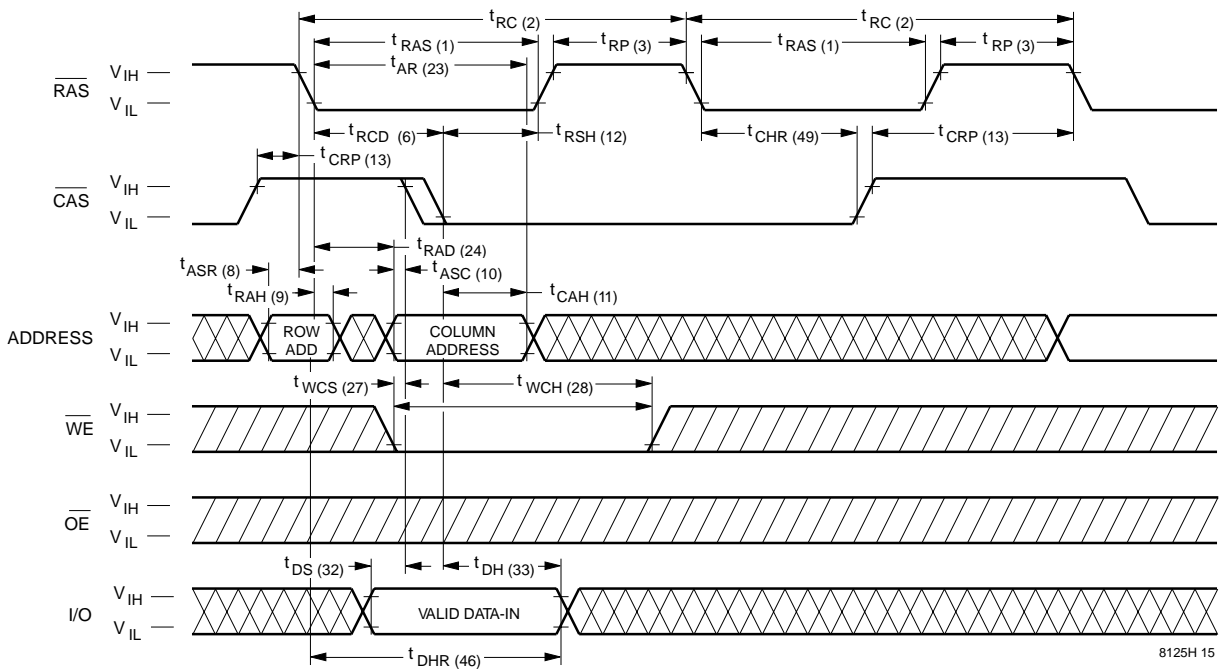 t RC (2) t RC (2)
t RAS (1) t RP (3) t RAS (1) t RP (3)
t AR (23)
RAS V IH
V IL
t RCD (6) t RSH (12) t CHR (49) t CRP (13)
t CRP (13)
CAS V IH
V IL
t RAD (24)
t ASR (8) t ASC (10)
t RAH (9) t CAH (11)
ADDRESS V IH
V IL
ROW
ADD
COLUMN
ADDRESS
t WCS (27) t WCH (28)
WE V IH
V IL
OE V IH
V IL
t DS (32) t DH (33)
I/O V IH
V IL
VALID DATA-IN
t DHR (46)
8125H 15